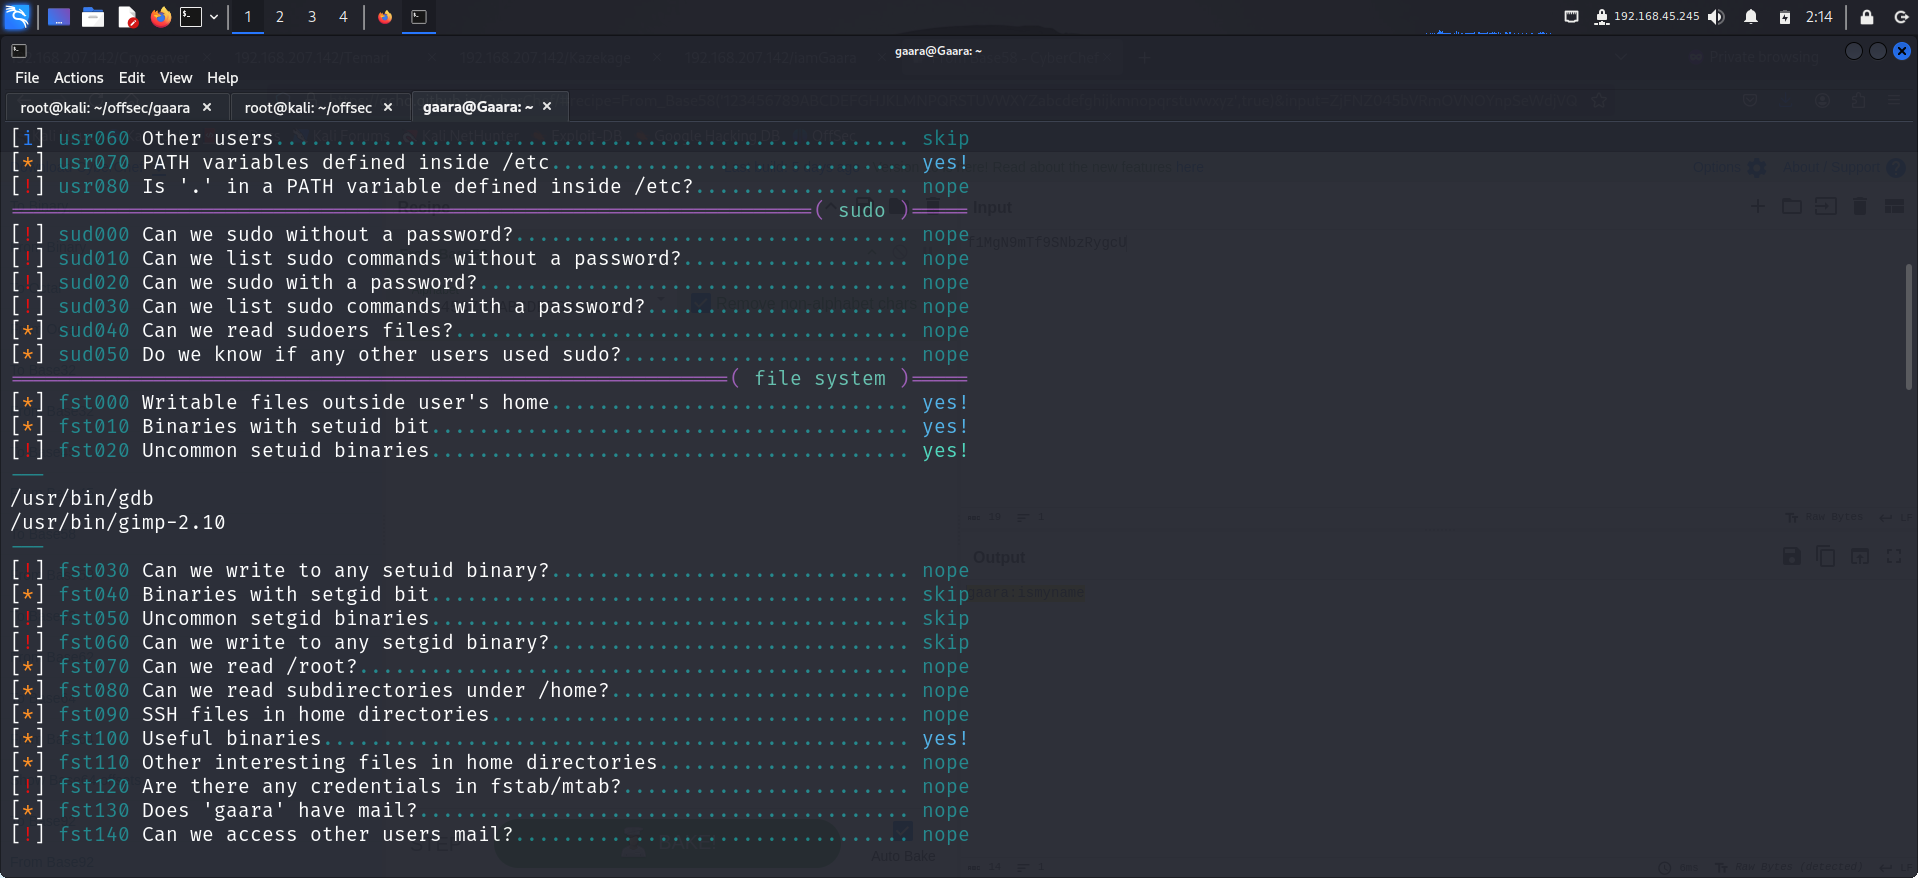 1 2 3 4 192.168.45.245 2:14
gaara@Gaara: ~
File Actions Edit View Help
root@kali: ~/offsec/gaara × root@kali: ~/offsec × gaara@Gaara: ~ ×
[i] usr060 Other users..................................................... skip
[*] usr070 PATH variables defined inside /etc.............................. yes!
[!] usr080 Is '.' in a PATH variable defined inside /etc?.................. nope
( sudo )
[!] sud000 Can we sudo without a password?................................. nope
[!] sud010 Can we list sudo commands without a password?................... nope
[!] sud020 Can we sudo with a password?.................................... nope
[!] sud030 Can we list sudo commands with a password?...................... nope
[*] sud040 Can we read sudoers files?...................................... nope
[*] sud050 Do we know if any other users used sudo?........................ nope
( file system )
[*] fst000 Writable files outside user's home.............................. yes!
[*] fst010 Binaries with setuid bit........................................ yes!
[!] fst020 Uncommon setuid binaries........................................ yes!
---
/usr/bin/gdb
/usr/bin/gimp-2.10
---
[!] fst030 Can we write to any setuid binary?.............................. nope
[*] fst040 Binaries with setgid bit........................................ skip
[!] fst050 Uncommon setgid binaries........................................ skip
[!] fst060 Can we write to any setgid binary?.............................. skip
[*] fst070 Can we read /root?.............................................. nope
[*] fst080 Can we read subdirectories under /home?......................... nope
[*] fst090 SSH files in home directories................................... nope
[*] fst100 Useful binaries................................................. yes!
[*] fst110 Other interesting files in home directories..................... nope
[!] fst120 Are there any credentials in fstab/mtab?........................ nope
[*] fst130 Does 'gaara' have mail?......................................... nope
[!] fst140 Can we access other users mail?................................. nope
Recipe
Input
Remove non-alphabet chars
Output
gaara:ismyname
Auto Bake